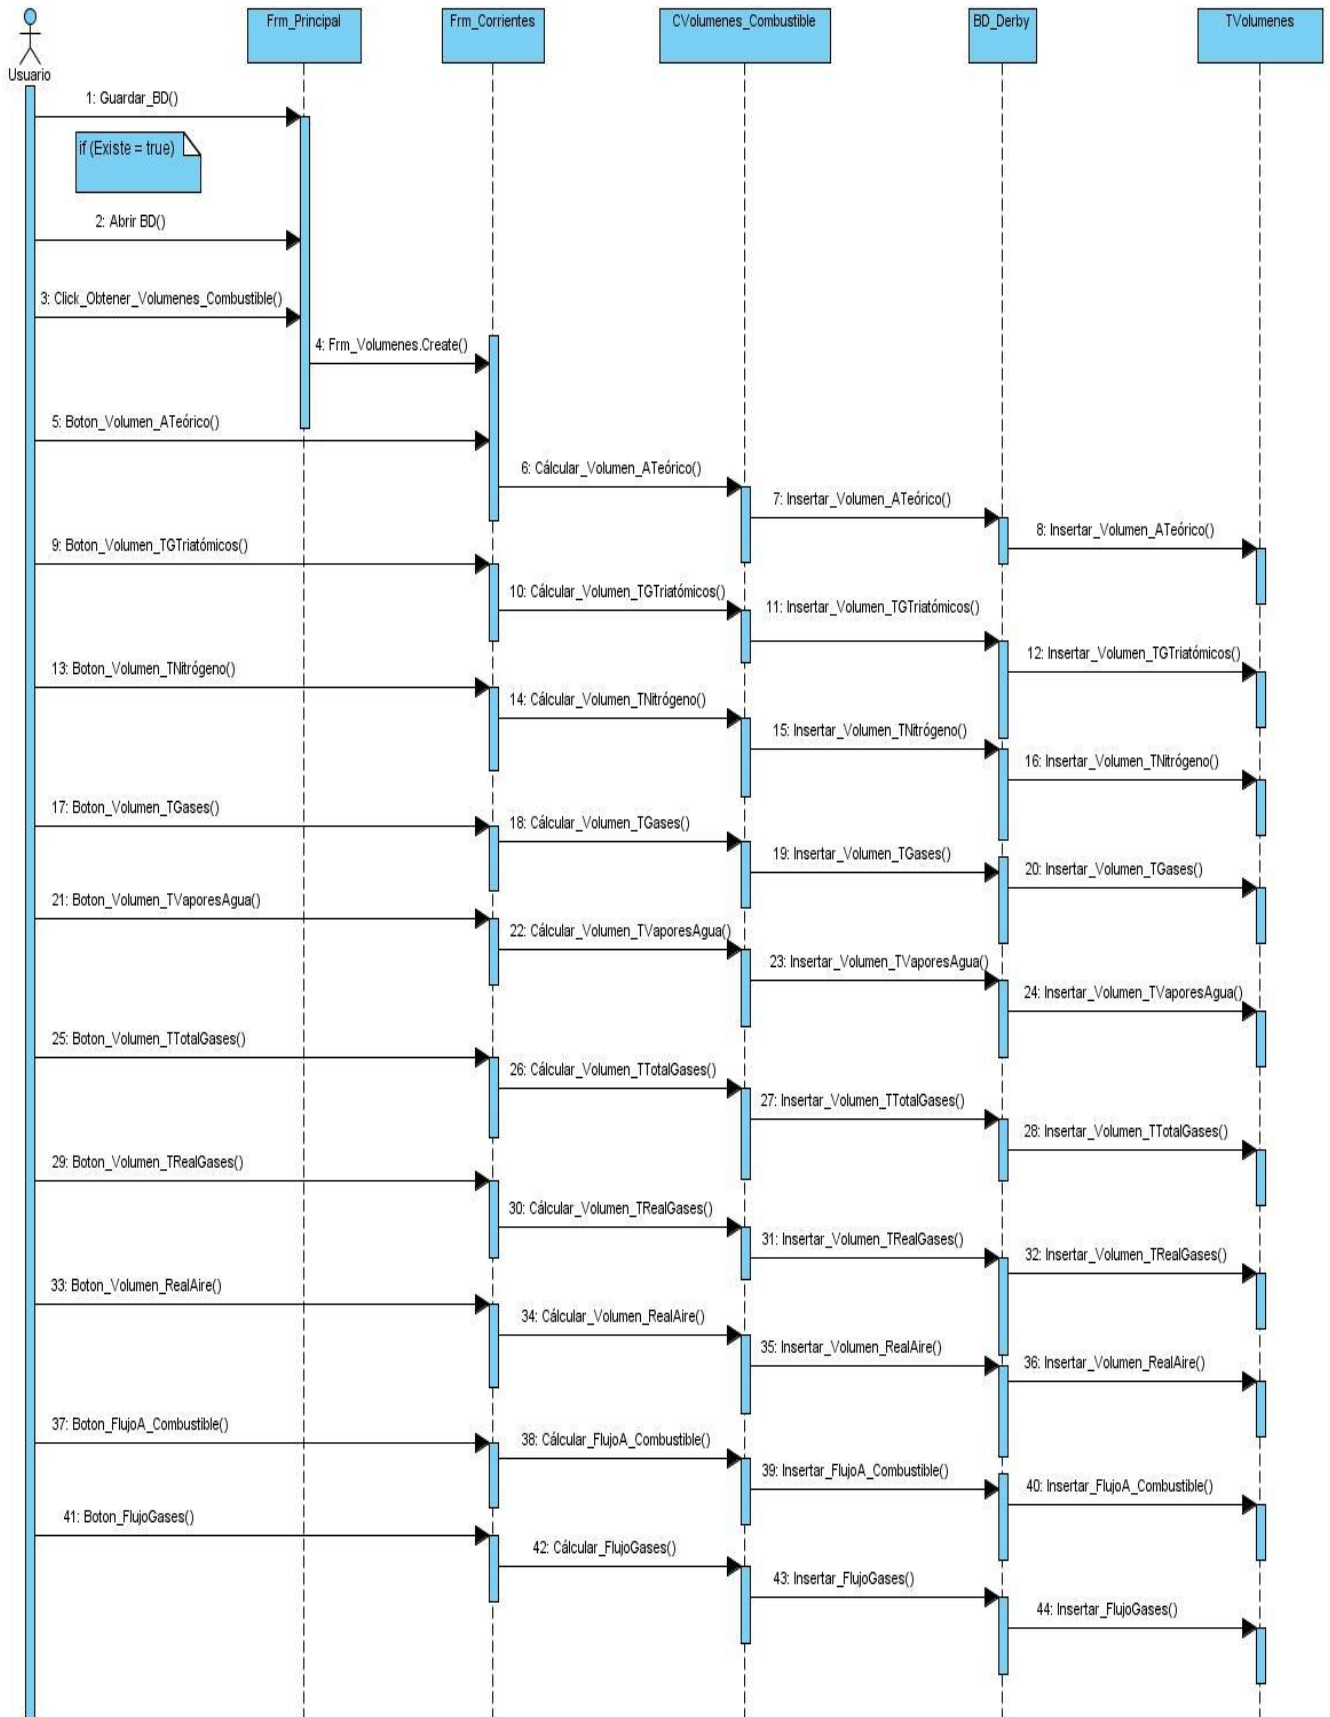 Frm_Principal
Frm_Corrientes
CVolumenes_Combustible
BD_Derby
TVolumenes
Usuario
1: Guardar_BD()
if (Existe = true)
2: Abrir BD()
3: Click_Obtener_Volumenes_Combustible()
4: Frm_Volumenes.Create()
5: Boton_Volumen_ATeórico()
6: Cálcular_Volumen_ATeórico()
7: Insertar_Volumen_ATeórico()
8: Insertar_Volumen_ATeórico()
9: Boton_Volumen_TGTriatómicos()
10: Cálcular_Volumen_TGTriatómicos()
11: Insertar_Volumen_TGTriatómicos()
12: Insertar_Volumen_TGTriatómicos()
13: Boton_Volumen_TNitrógeno()
14: Cálcular_Volumen_TNitrógeno()
15: Insertar_Volumen_TNitrógeno()
16: Insertar_Volumen_TNitrógeno()
17: Boton_Volumen_TGases()
18: Cálcular_Volumen_TGases()
19: Insertar_Volumen_TGases()
20: Insertar_Volumen_TGases()
21: Boton_Volumen_TVaporesAgua()
22: Cálcular_Volumen_TVaporesAgua()
23: Insertar_Volumen_TVaporesAgua()
24: Insertar_Volumen_TVaporesAgua()
25: Boton_Volumen_TTotalGases()
26: Cálcular_Volumen_TTotalGases()
27: Insertar_Volumen_TTotalGases()
28: Insertar_Volumen_TTotalGases()
29: Boton_Volumen_TRealGases()
30: Cálcular_Volumen_TRealGases()
31: Insertar_Volumen_TRealGases()
32: Insertar_Volumen_TRealGases()
33: Boton_Volumen_RealAire()
34: Cálcular_Volumen_RealAire()
35: Insertar_Volumen_RealAire()
36: Insertar_Volumen_RealAire()
37: Boton_FlujoA_Combustible()
38: Cálcular_FlujoA_Combustible()
39: Insertar_FlujoA_Combustible()
40: Insertar_FlujoA_Combustible()
41: Boton_FlujoGases()
42: Cálcular_FlujoGases()
43: Insertar_FlujoGases()
44: Insertar_FlujoGases()